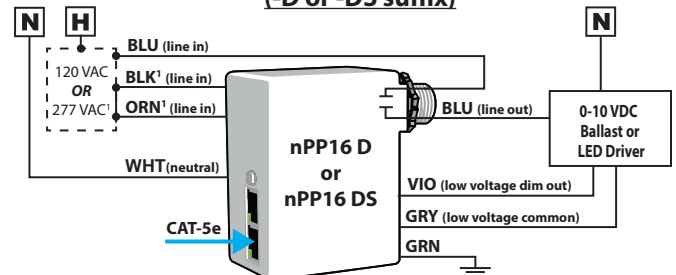 (-D or -DS suffix)
N
H
N
BLU (line in)
120 VAC
OR
277 VAC¹
BLK¹ (line in)
ORN¹ (line in)
WHT(neutral)
CAT-5e
nPP16 D
or
nPP16 DS
BLU (line out)
0-10 VDC
Ballast or
LED Driver
VIO (low voltage dim out)
GRY (low voltage common)
GRN